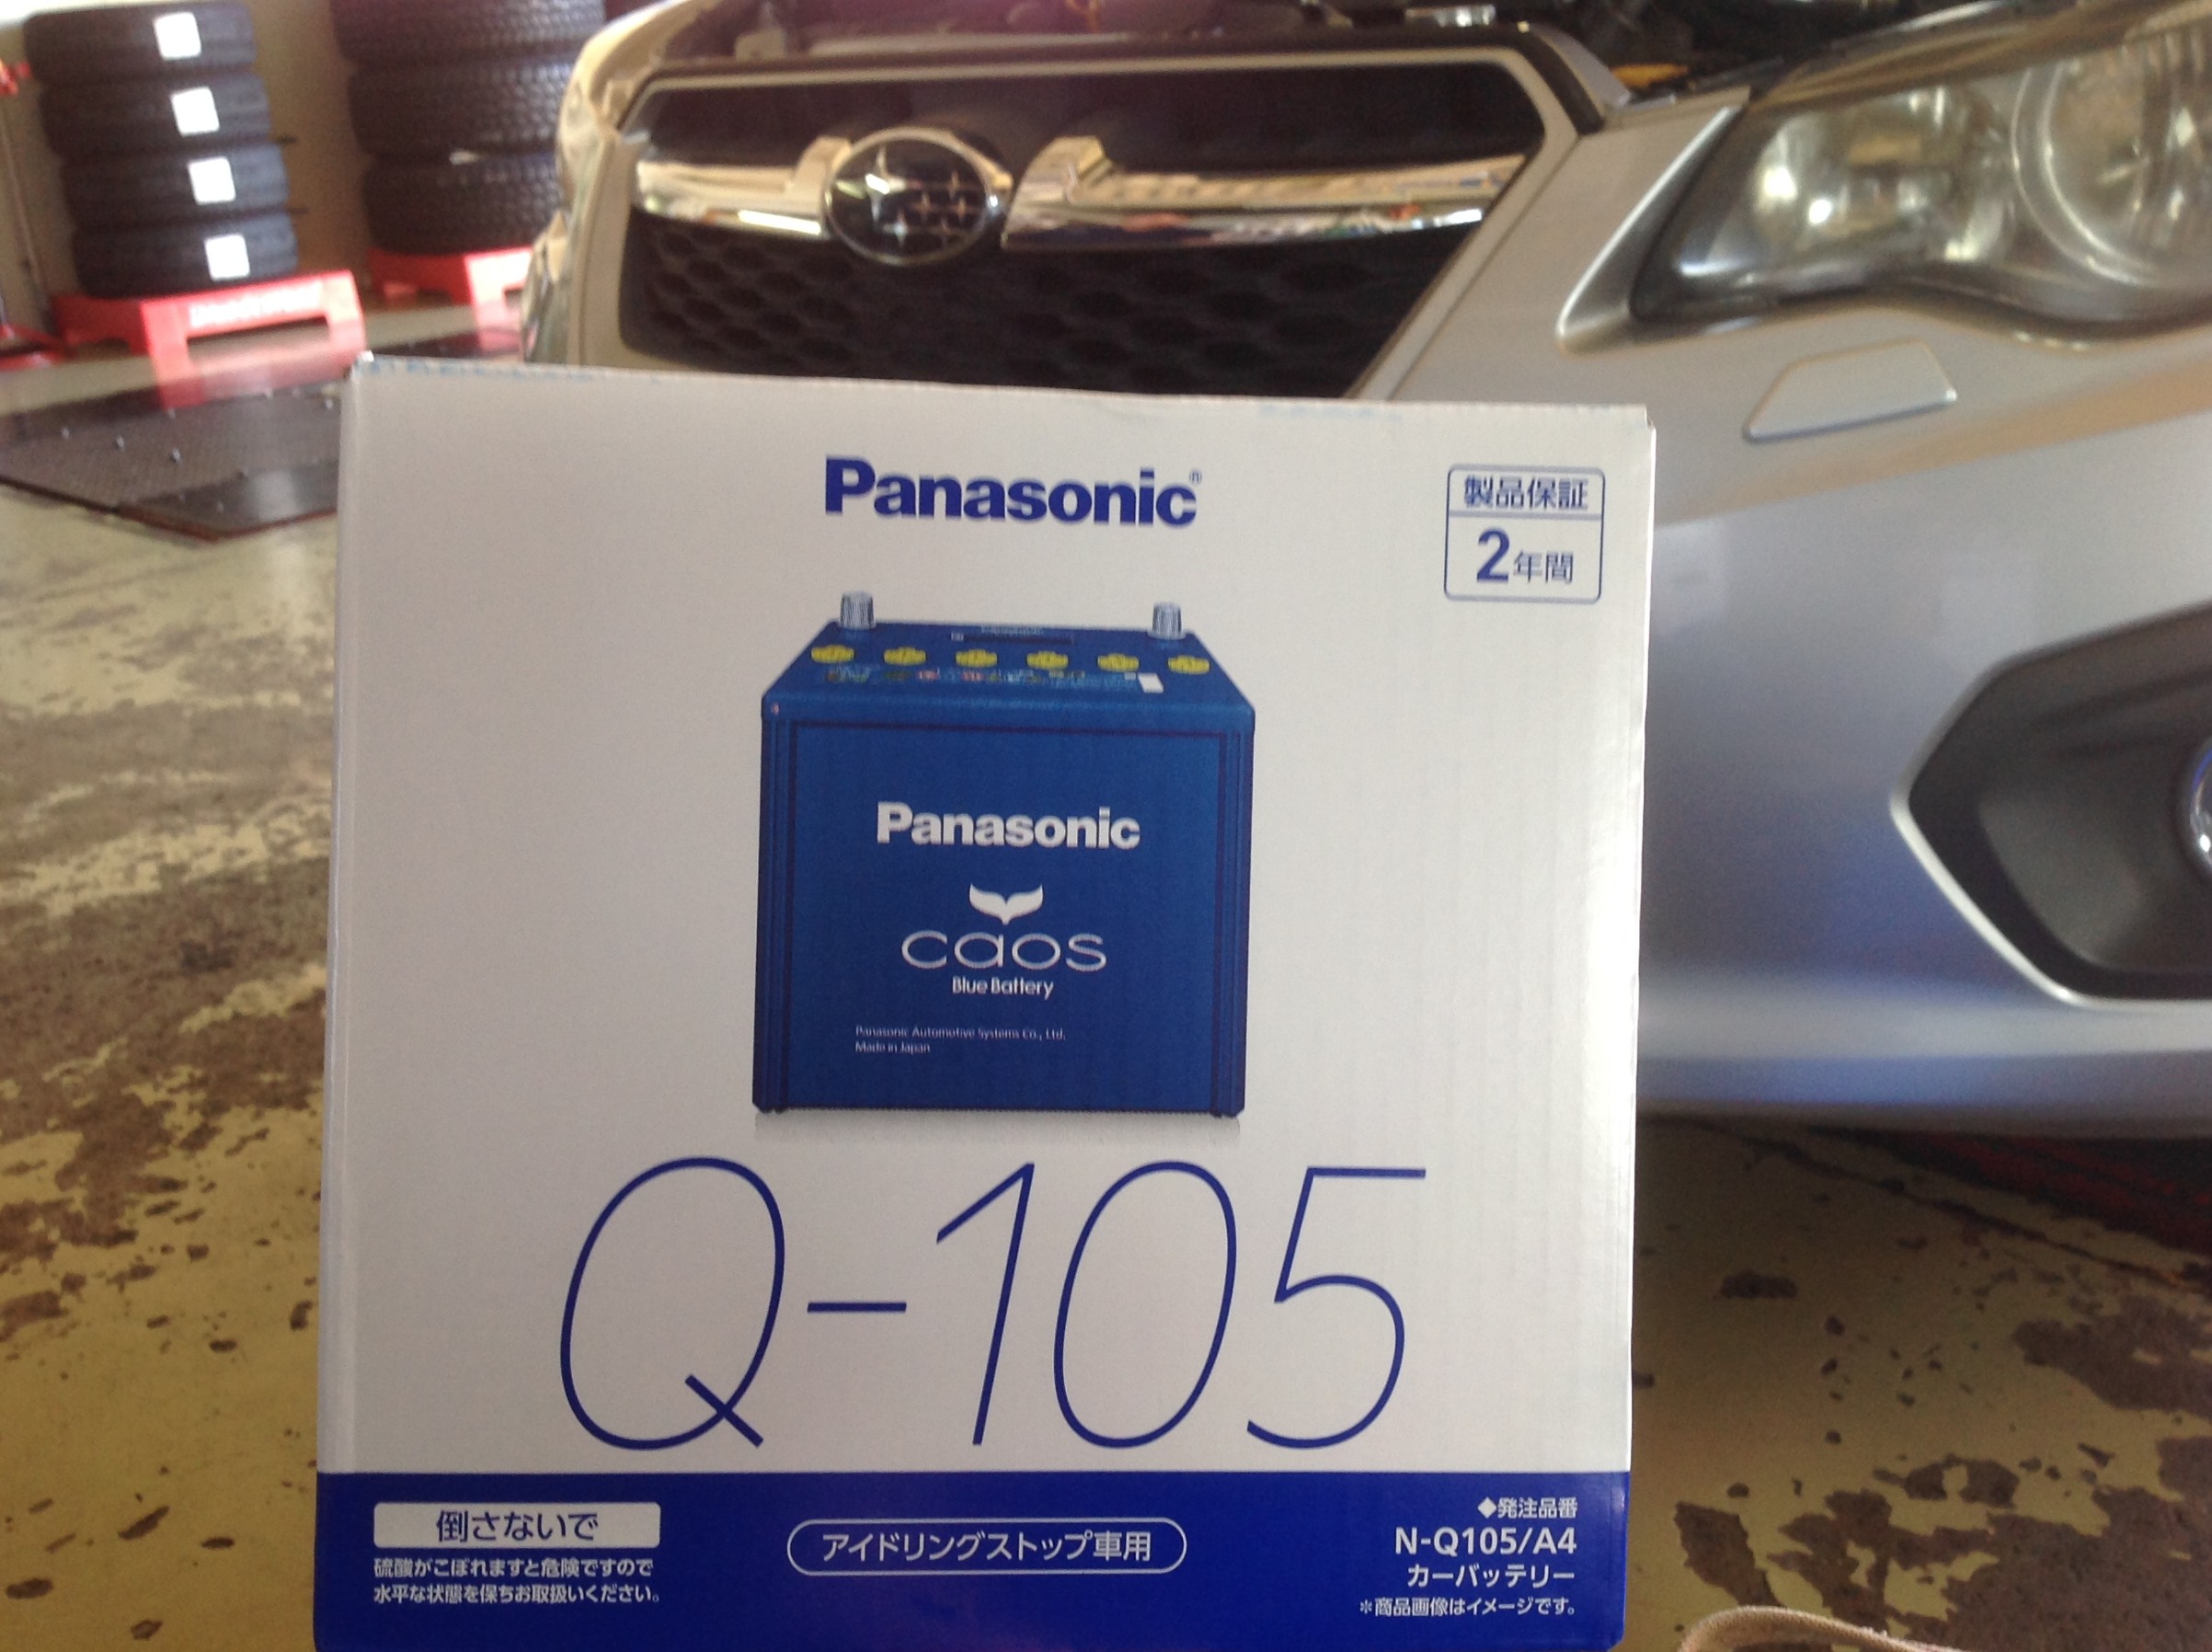 Panasonic®
製品保証
2年間
Panasonic
caos
Blue Battery
Panasonic Automotive Systems Co., Ltd.
Made in Japan
Q-105
倒さないで
硫酸がこぼれますと危険ですので
水平な状態を保ちお取扱いください。
アイドリングストップ車用
◆発注品番
N-Q105/A4
カーバッテリー
＊商品画像はイメージです。